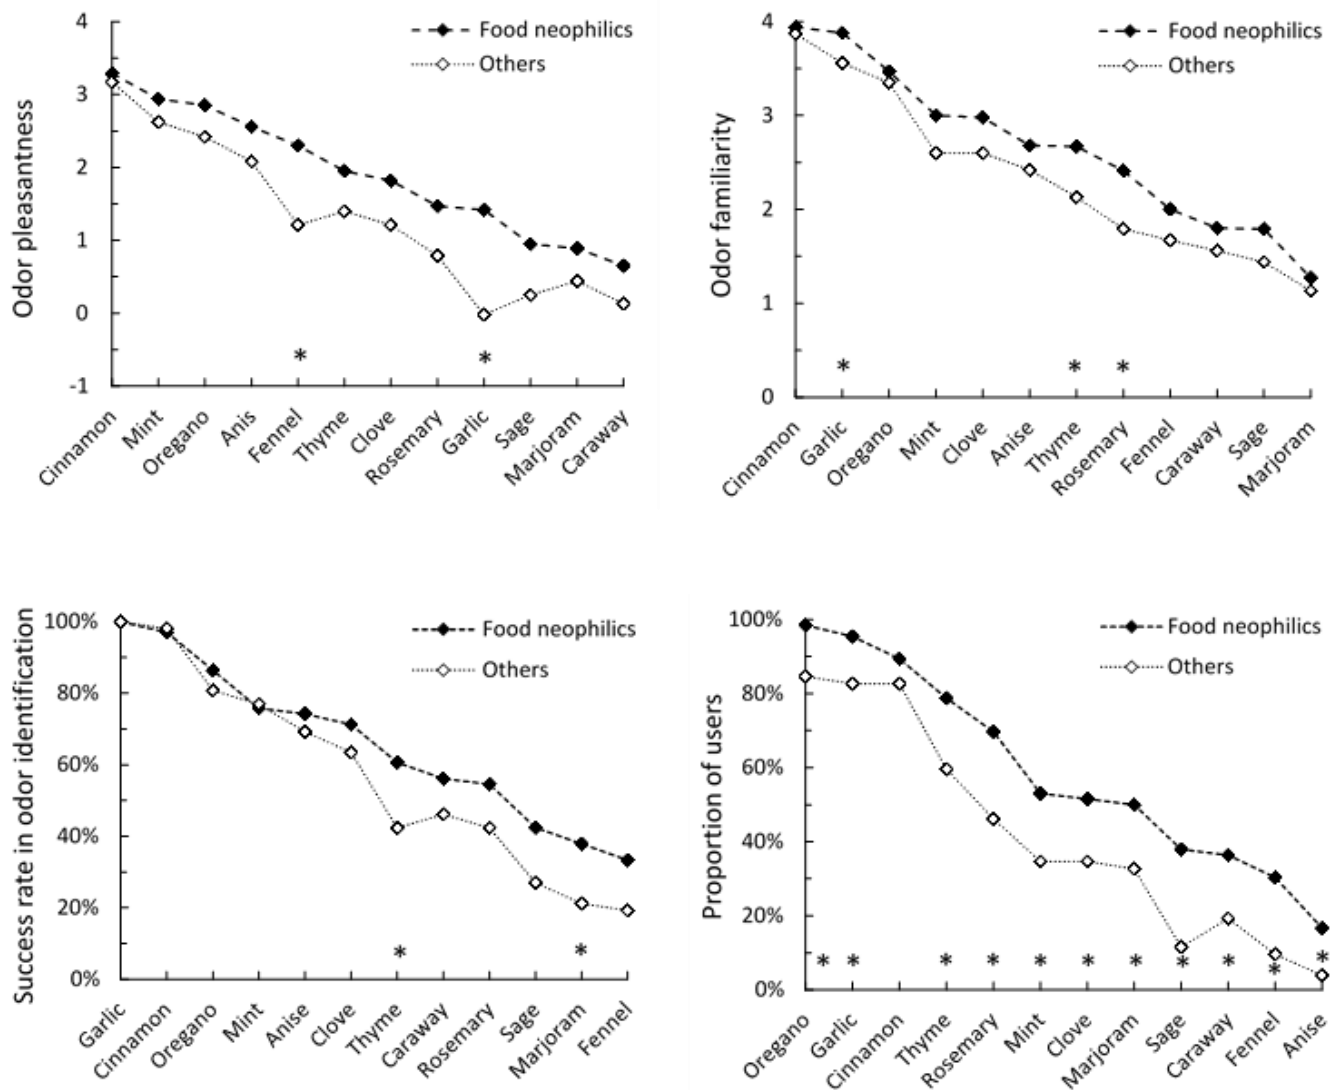 Odor pleasantness
4
3
2
1
0
-1
Food neophilics
Others
*
*
Cinnamon
Mint
Oregano
Anis
Fennel
Thyme
Clove
Rosemary
Garlic
Sage
Marjoram
Caraway
Odor familiarity
4
3
2
1
0
Food neophilics
Others
*
*
*
Cinnamon
Garlic
Oregano
Mint
Clove
Anise
Thyme
Rosemary
Fennel
Caraway
Sage
Marjoram
Success rate in odor identification
100%
80%
60%
40%
20%
0%
Food neophilics
Others
*
*
Garlic
Cinnamon
Oregano
Mint
Anise
Clove
Thyme
Caraway
Rosemary
Sage
Marjoram
Fennel
Proportion of users
100%
80%
60%
40%
20%
0%
Food neophilics
Others
*
*
*
*
*
*
*
*
*
*
*
Oregano
Garlic
Cinnamon
Thyme
Rosemary
Mint
Clove
Marjoram
Sage
Caraway
Fennel
Anise